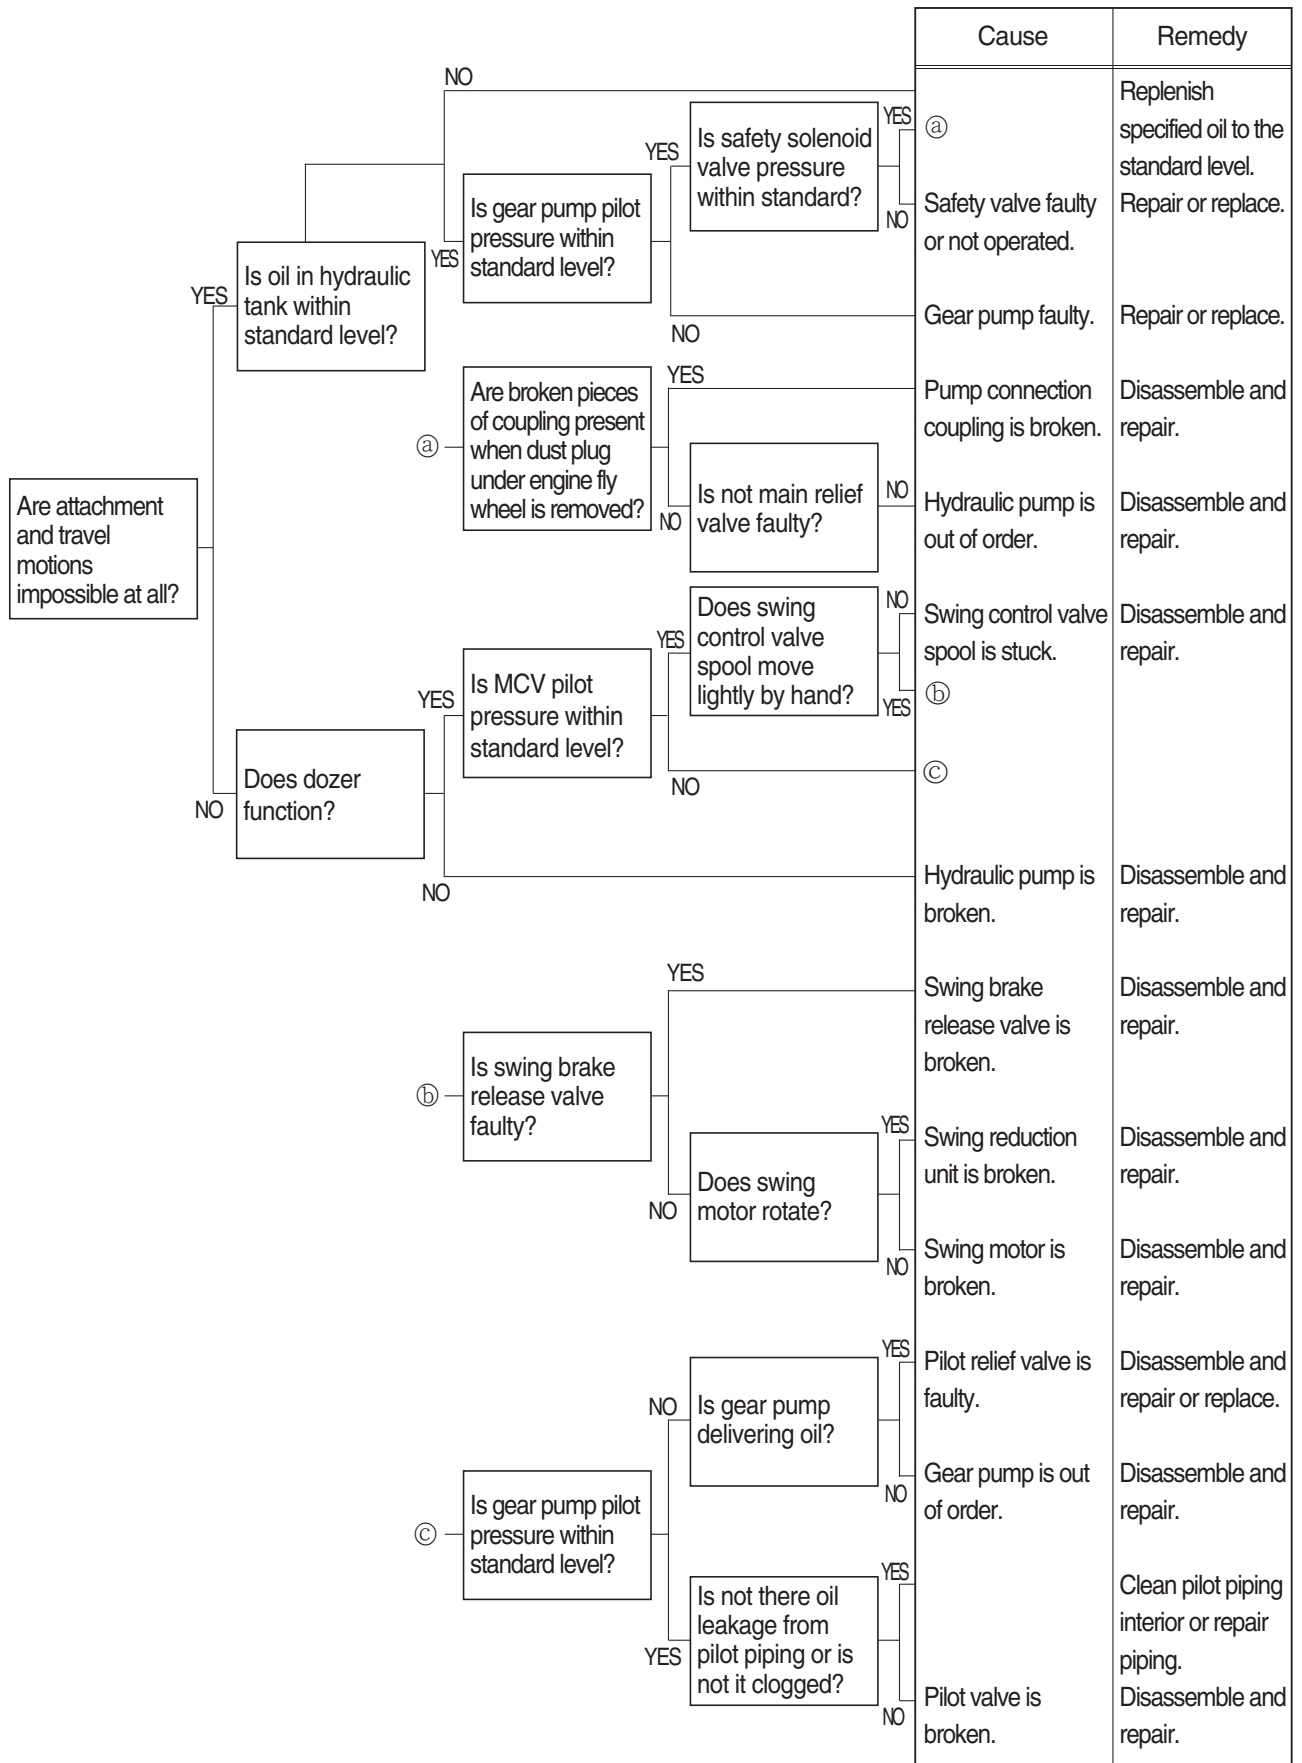 Cause
Remedy
Are attachment
and travel
motions
impossible at all?
YES
NO
Is oil in hydraulic
tank within
standard level?
NO
YES
Is gear pump pilot
pressure within
standard level?
YES
NO
Is safety solenoid
valve pressure
within standard?
YES
NO
Replenish
specified oil to the
standard level.
ⓐ
Safety valve faulty
or not operated.
Repair or replace.
Gear pump faulty.
Repair or replace.
ⓐ
Are broken pieces
of coupling present
when dust plug
under engine fly
wheel is removed?
YES
NO
Is not main relief
valve faulty?
NO
Pump connection
coupling is broken.
Disassemble and
repair.
Hydraulic pump is
out of order.
Disassemble and
repair.
Does dozer
function?
YES
NO
Is MCV pilot
pressure within
standard level?
YES
NO
Does swing
control valve
spool move
lightly by hand?
NO
YES
Swing control valve
spool is stuck.
Disassemble and
repair.
ⓑ
ⓒ
Hydraulic pump is
broken.
Disassemble and
repair.
ⓑ
Is swing brake
release valve
faulty?
YES
NO
Swing brake
release valve is
broken.
Disassemble and
repair.
Does swing
motor rotate?
YES
NO
Swing reduction
unit is broken.
Disassemble and
repair.
Swing motor is
broken.
Disassemble and
repair.
ⓒ
Is gear pump pilot
pressure within
standard level?
NO
YES
Is gear pump
delivering oil?
YES
NO
Pilot relief valve is
faulty.
Disassemble and
repair or replace.
Gear pump is out
of order.
Disassemble and
repair.
Is not there oil
leakage from
pilot piping or is
not it clogged?
YES
NO
Clean pilot piping
interior or repair
piping.
Pilot valve is
broken.
Disassemble and
repair.